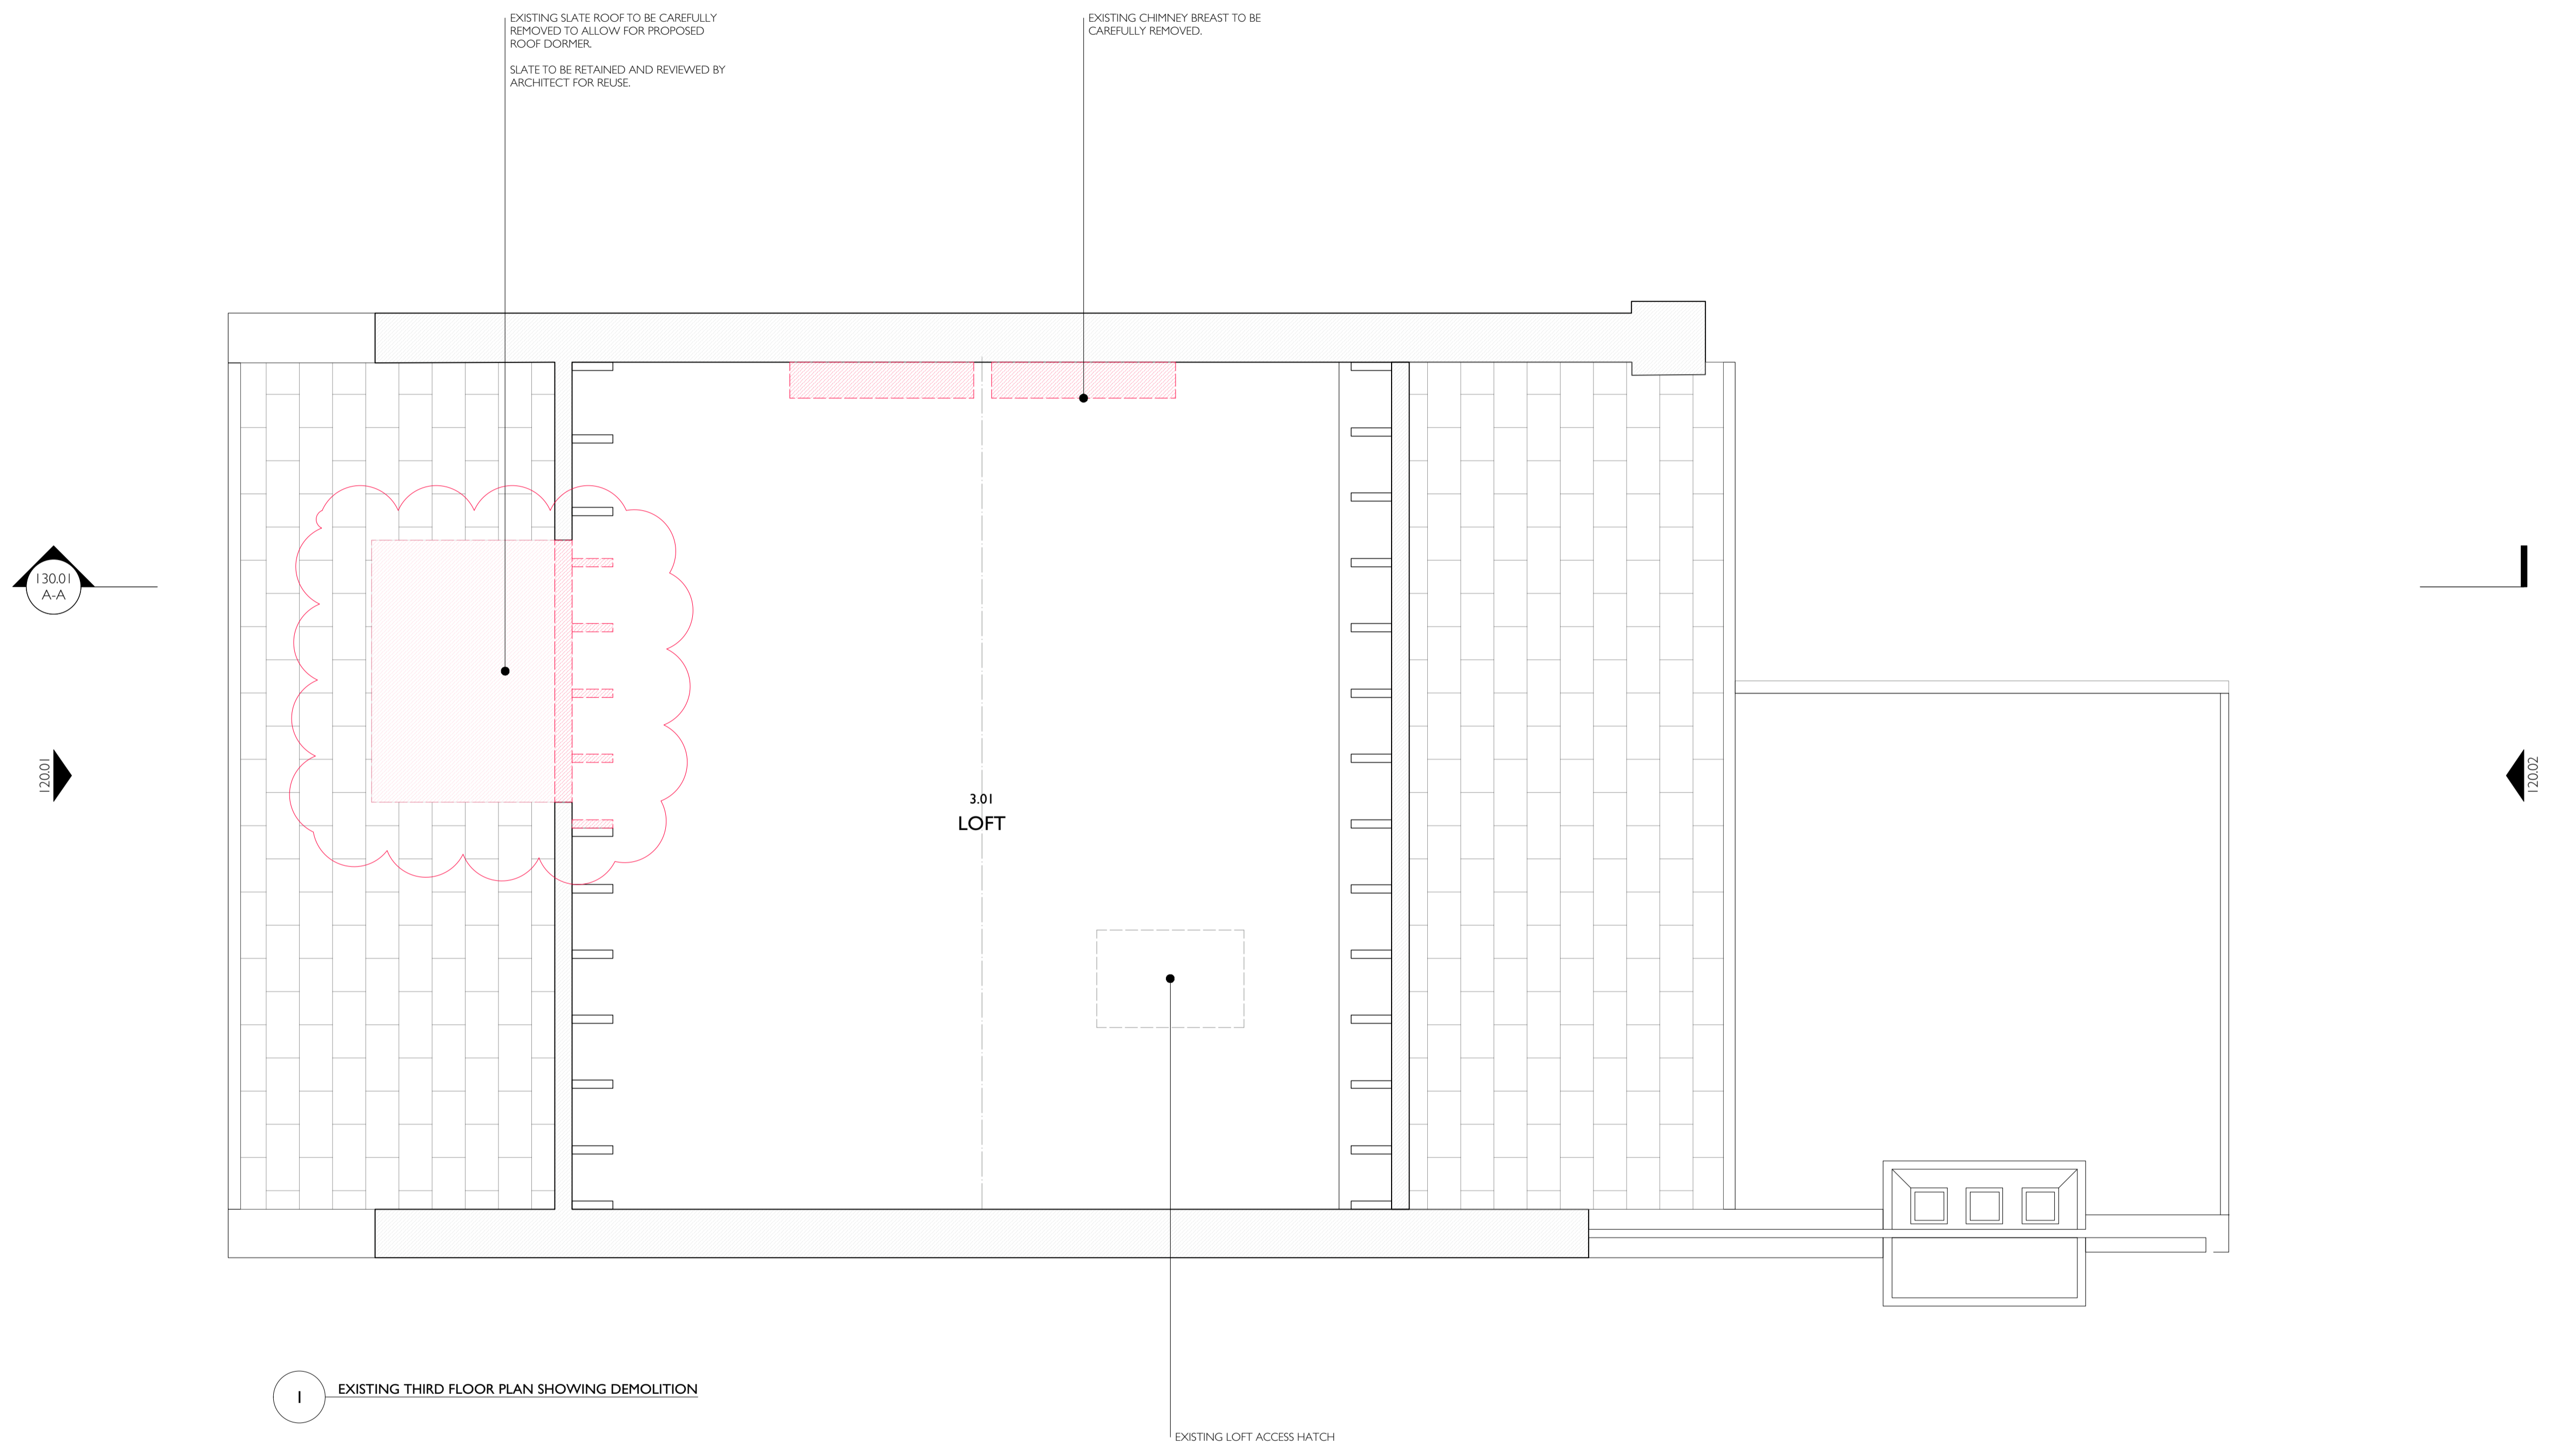 EXISTING SLATE ROOF TO BE CAREFULLY
REMOVED TO ALLOW FOR PROPOSED
ROOF DORMER.
SLATE TO BE RETAINED AND REVIEWED BY
ARCHITECT FOR REUSE.
EXISTING CHIMNEY BREAST TO BE
CAREFULLY REMOVED.
130.01
A-A
120.01
120.02
3.01
LOFT
1
EXISTING THIRD FLOOR PLAN SHOWING DEMOLITION
EXISTING LOFT ACCESS HATCH